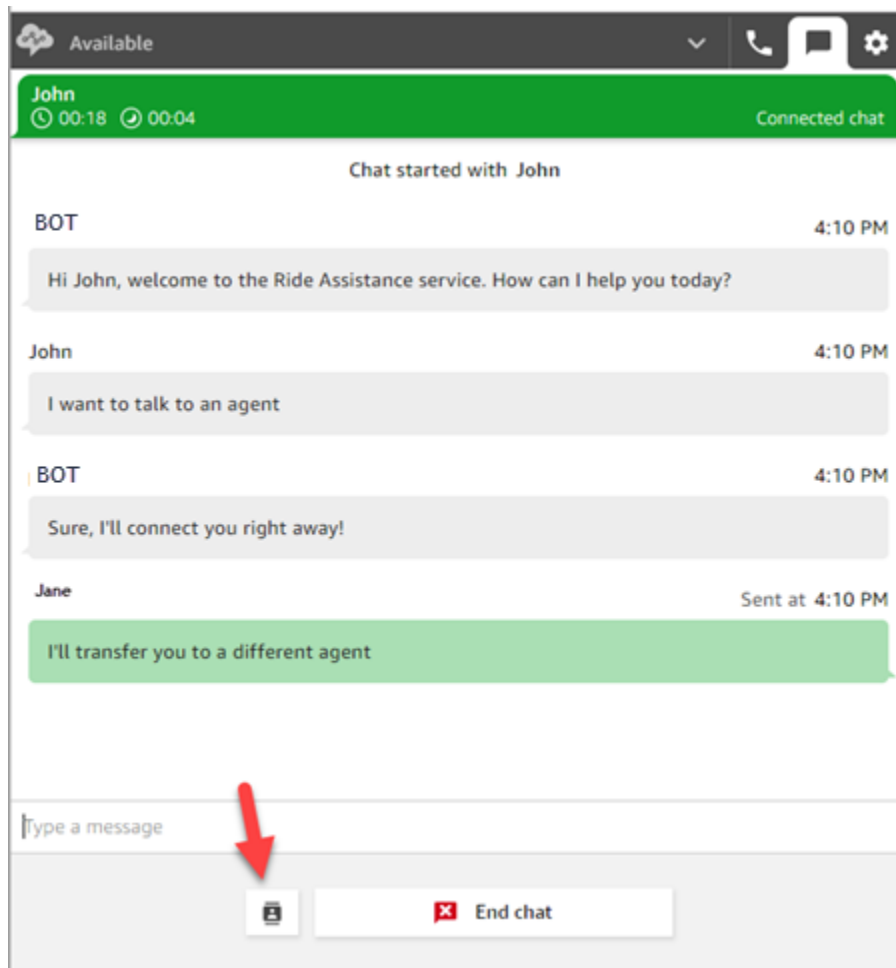 Available
John
00:18 00:04 Connected chat
Chat started with John
BOT 4:10 PM
Hi John, welcome to the Ride Assistance service. How can I help you today?
John 4:10 PM
I want to talk to an agent
BOT 4:10 PM
Sure, I'll connect you right away!
Jane Sent at 4:10 PM
I'll transfer you to a different agent
Type a message
End chat